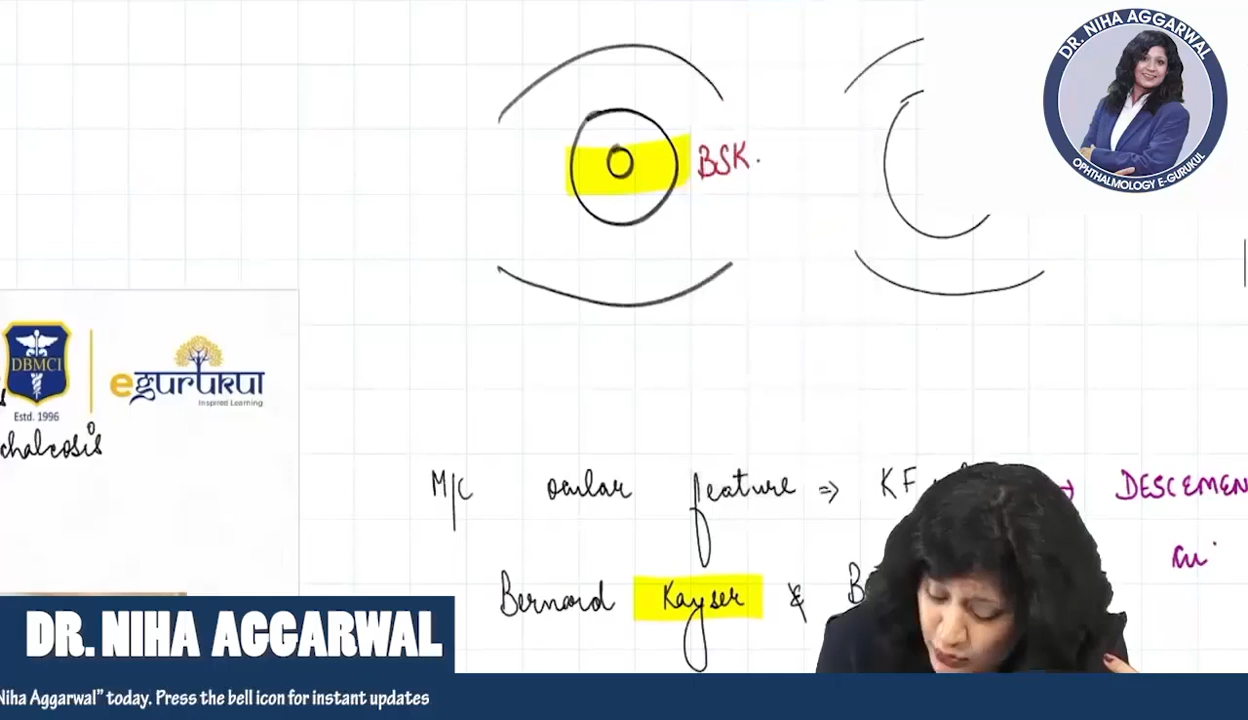 DR. NIHA AGGARWAL
OPHTHALMOLOGY E-GURUKUL
BSK.
DBMCI
Estd. 1996
egurukul
Inspired Learning
chalcosis
M/C ocular feature ⇒ KF → DESCEMEN
cu
Bernard Kayser & B
DR. NIHA AGGARWAL
Niha Aggarwal" today. Press the bell icon for instant updates